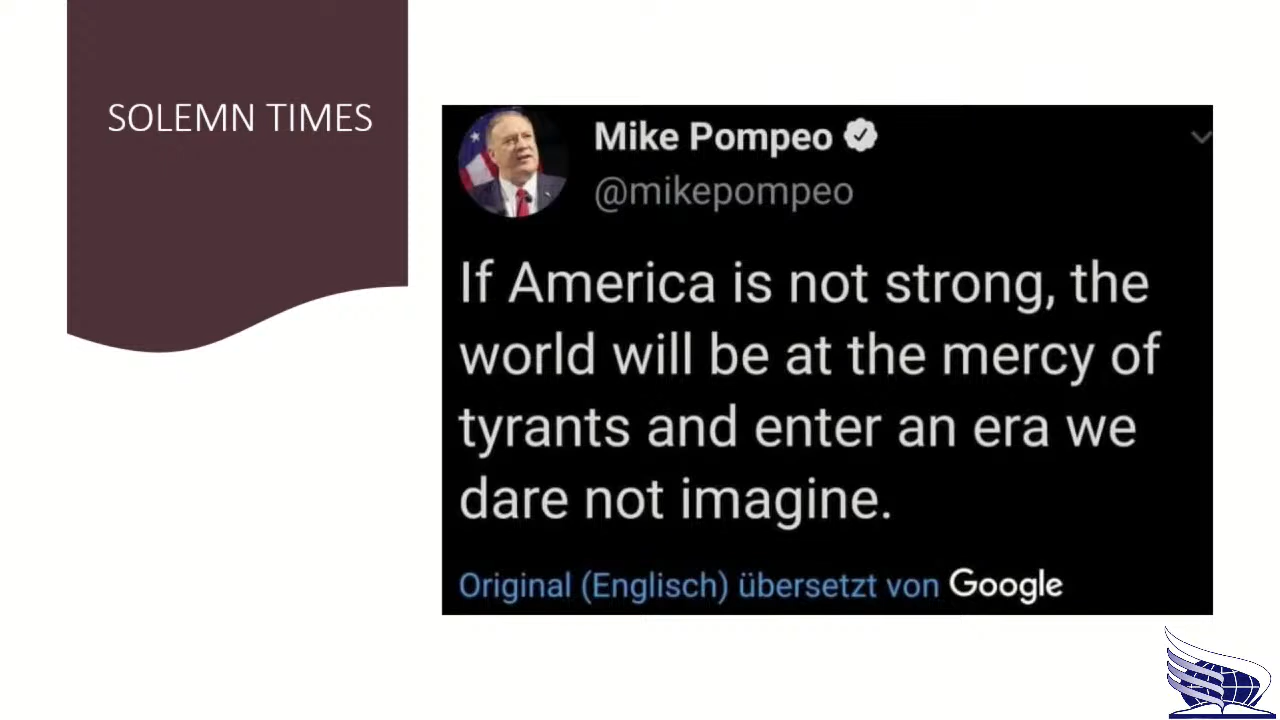 SOLEMN TIMES
Mike Pompeo
@mikepompeo
If America is not strong, the
world will be at the mercy of
tyrants and enter an era we
dare not imagine.
Original (Englisch) übersetzt von Google